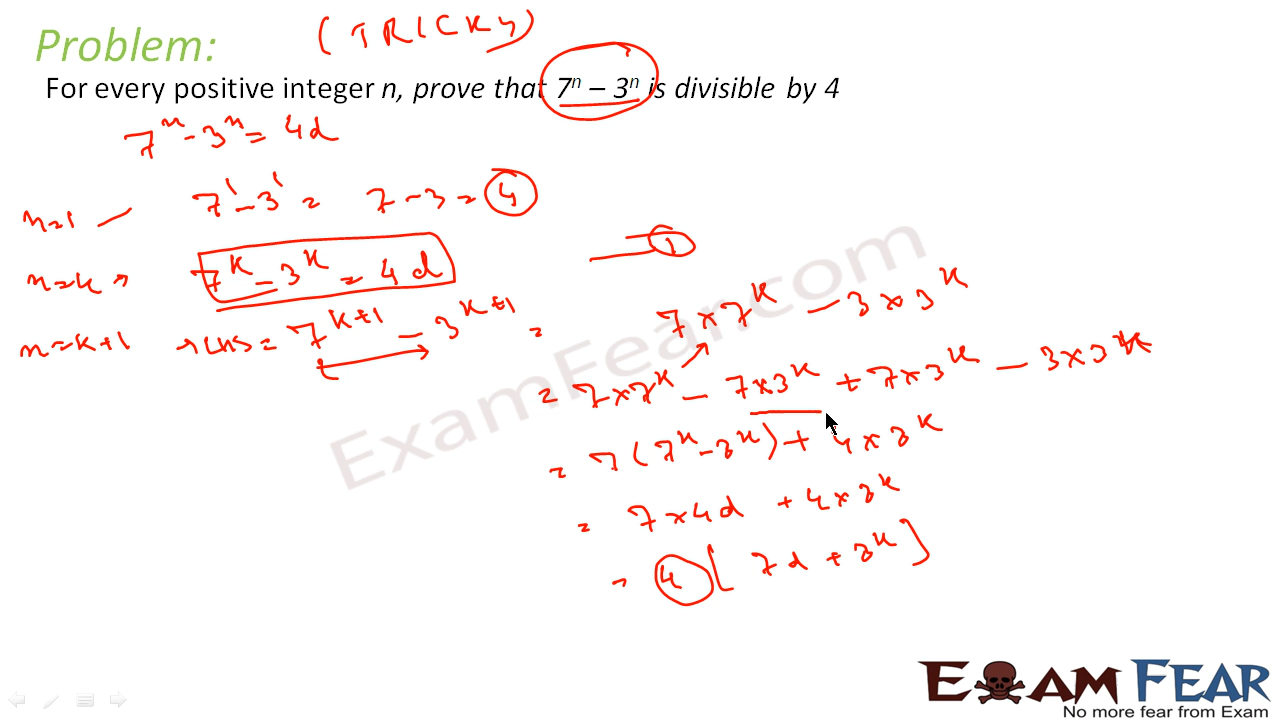 Problem:
(TRICKY)
For every positive integer n, prove that 7ⁿ – 3ⁿ is divisible by 4
7ⁿ - 3ⁿ = 4d
n=1 – 7¹ - 3¹ = 7 - 3 = 4
n=k → 7ᵏ - 3ᵏ = 4d — 1
n=k+1 → LHS = 7ᵏ⁺¹ - 3ᵏ⁺¹ = 7 × 7ᵏ - 3 × 3ᵏ
= 7×7ᵏ - 7×3ᵏ + 7×3ᵏ - 3×3ᵏ
= 7(7ᵏ - 3ᵏ) + 4×3ᵏ
= 7×4d + 4×3ᵏ
= 4[7d + 3ᵏ]
ExamFear.com
EXAM FEAR
No more fear from Exam